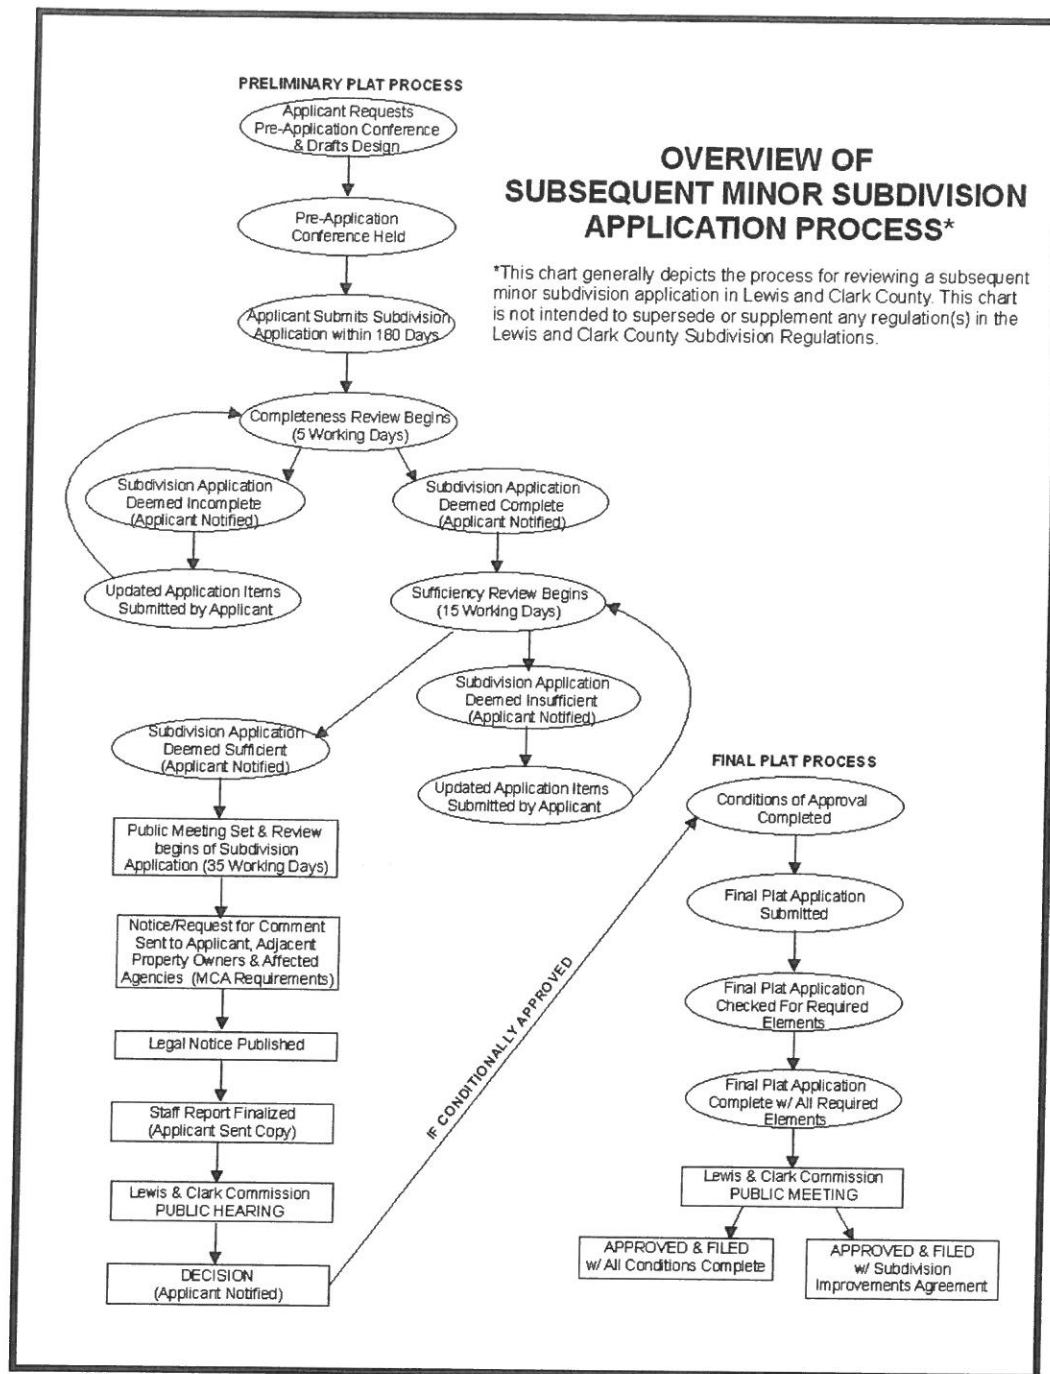 PRELIMINARY PLAT PROCESS
Applicant Requests
Pre-Application Conference
& Drafts Design
OVERVIEW OF
SUBSEQUENT MINOR SUBDIVISION
APPLICATION PROCESS*
*This chart generally depicts the process for reviewing a subsequent
minor subdivision application in Lewis and Clark County. This chart
is not intended to supersede or supplement any regulation(s) in the
Lewis and Clark County Subdivision Regulations.
Pre-Application
Conference Held
Applicant Submits Subdivision
Application within 180 Days
Completeness Review Begins
(5 Working Days)
Subdivision Application
Deemed Incomplete
(Applicant Notified)
Subdivision Application
Deemed Complete
(Applicant Notified)
Updated Application Items
Submitted by Applicant
Sufficiency Review Begins
(15 Working Days)
Subdivision Application
Deemed Insufficient
(Applicant Notified)
Subdivision Application
Deemed Sufficient
(Applicant Notified)
Updated Application Items
Submitted by Applicant
Public Meeting Set & Review
begins of Subdivision
Application (35 Working Days)
Notice/Request for Comment
Sent to Applicant, Adjacent
Property Owners & Affected
Agencies (MCA Requirements)
Legal Notice Published
Staff Report Finalized
(Applicant Sent Copy)
Lewis & Clark Commission
PUBLIC HEARING
DECISION
(Applicant Notified)
IF CONDITIONALLY APPROVED
FINAL PLAT PROCESS
Conditions of Approval
Completed
Final Plat Application
Submitted
Final Plat Application
Checked For Required
Elements
Final Plat Application
Complete w/ All Required
Elements
Lewis & Clark Commission
PUBLIC MEETING
APPROVED & FILED
w/ All Conditions Complete
APPROVED & FILED
w/ Subdivision
Improvements Agreement